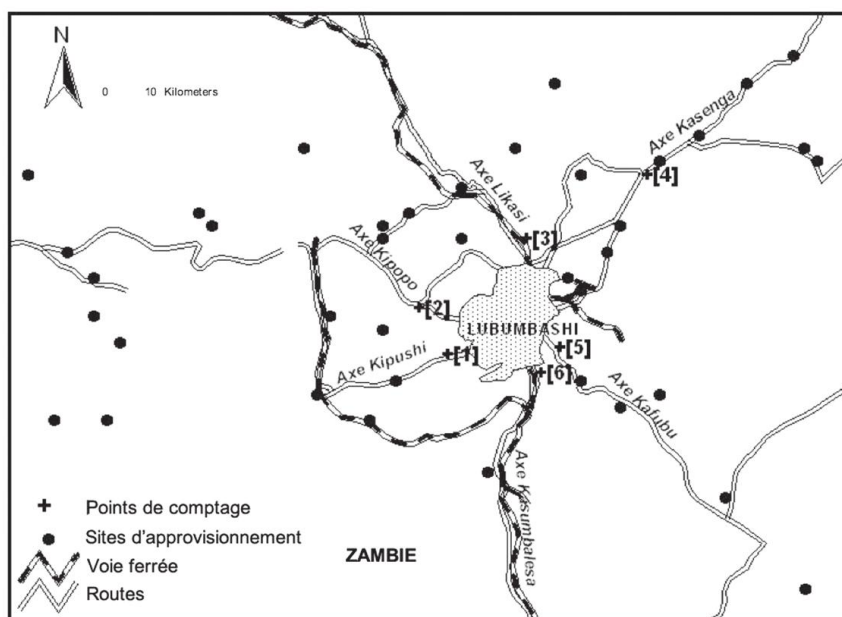 N
0 10 Kilometers
Axe Kasenga
[4]
Axe Likasi
[3]
Axe Kipopo
[2]
LUBUMBASHI
[1]
[5]
Axe Kipushi
[6]
Axe Kafubu
Axe Kasumbalesa
Points de comptage
Sites d'approvisionnement
Voie ferrée
Routes
ZAMBIE